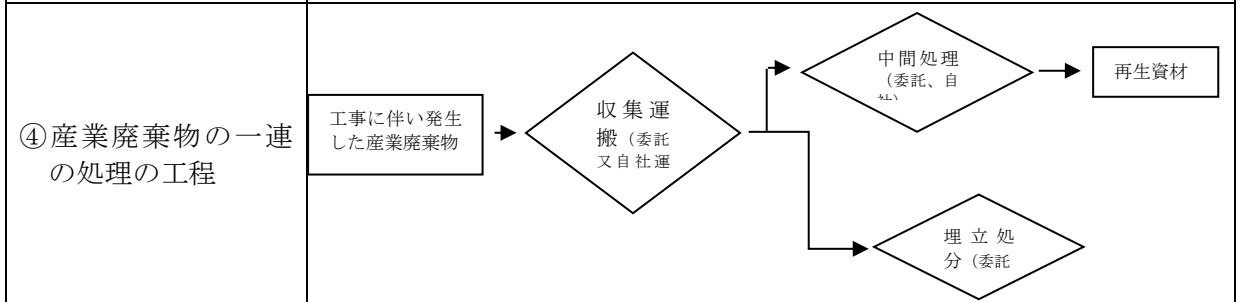 ④産業廃棄物の一連
の処理の工程
工事に伴い発生
した産業廃棄物
収集運
搬（委託
又自社運
中間処理
（委託、自
再生資材
埋立処
分（委託